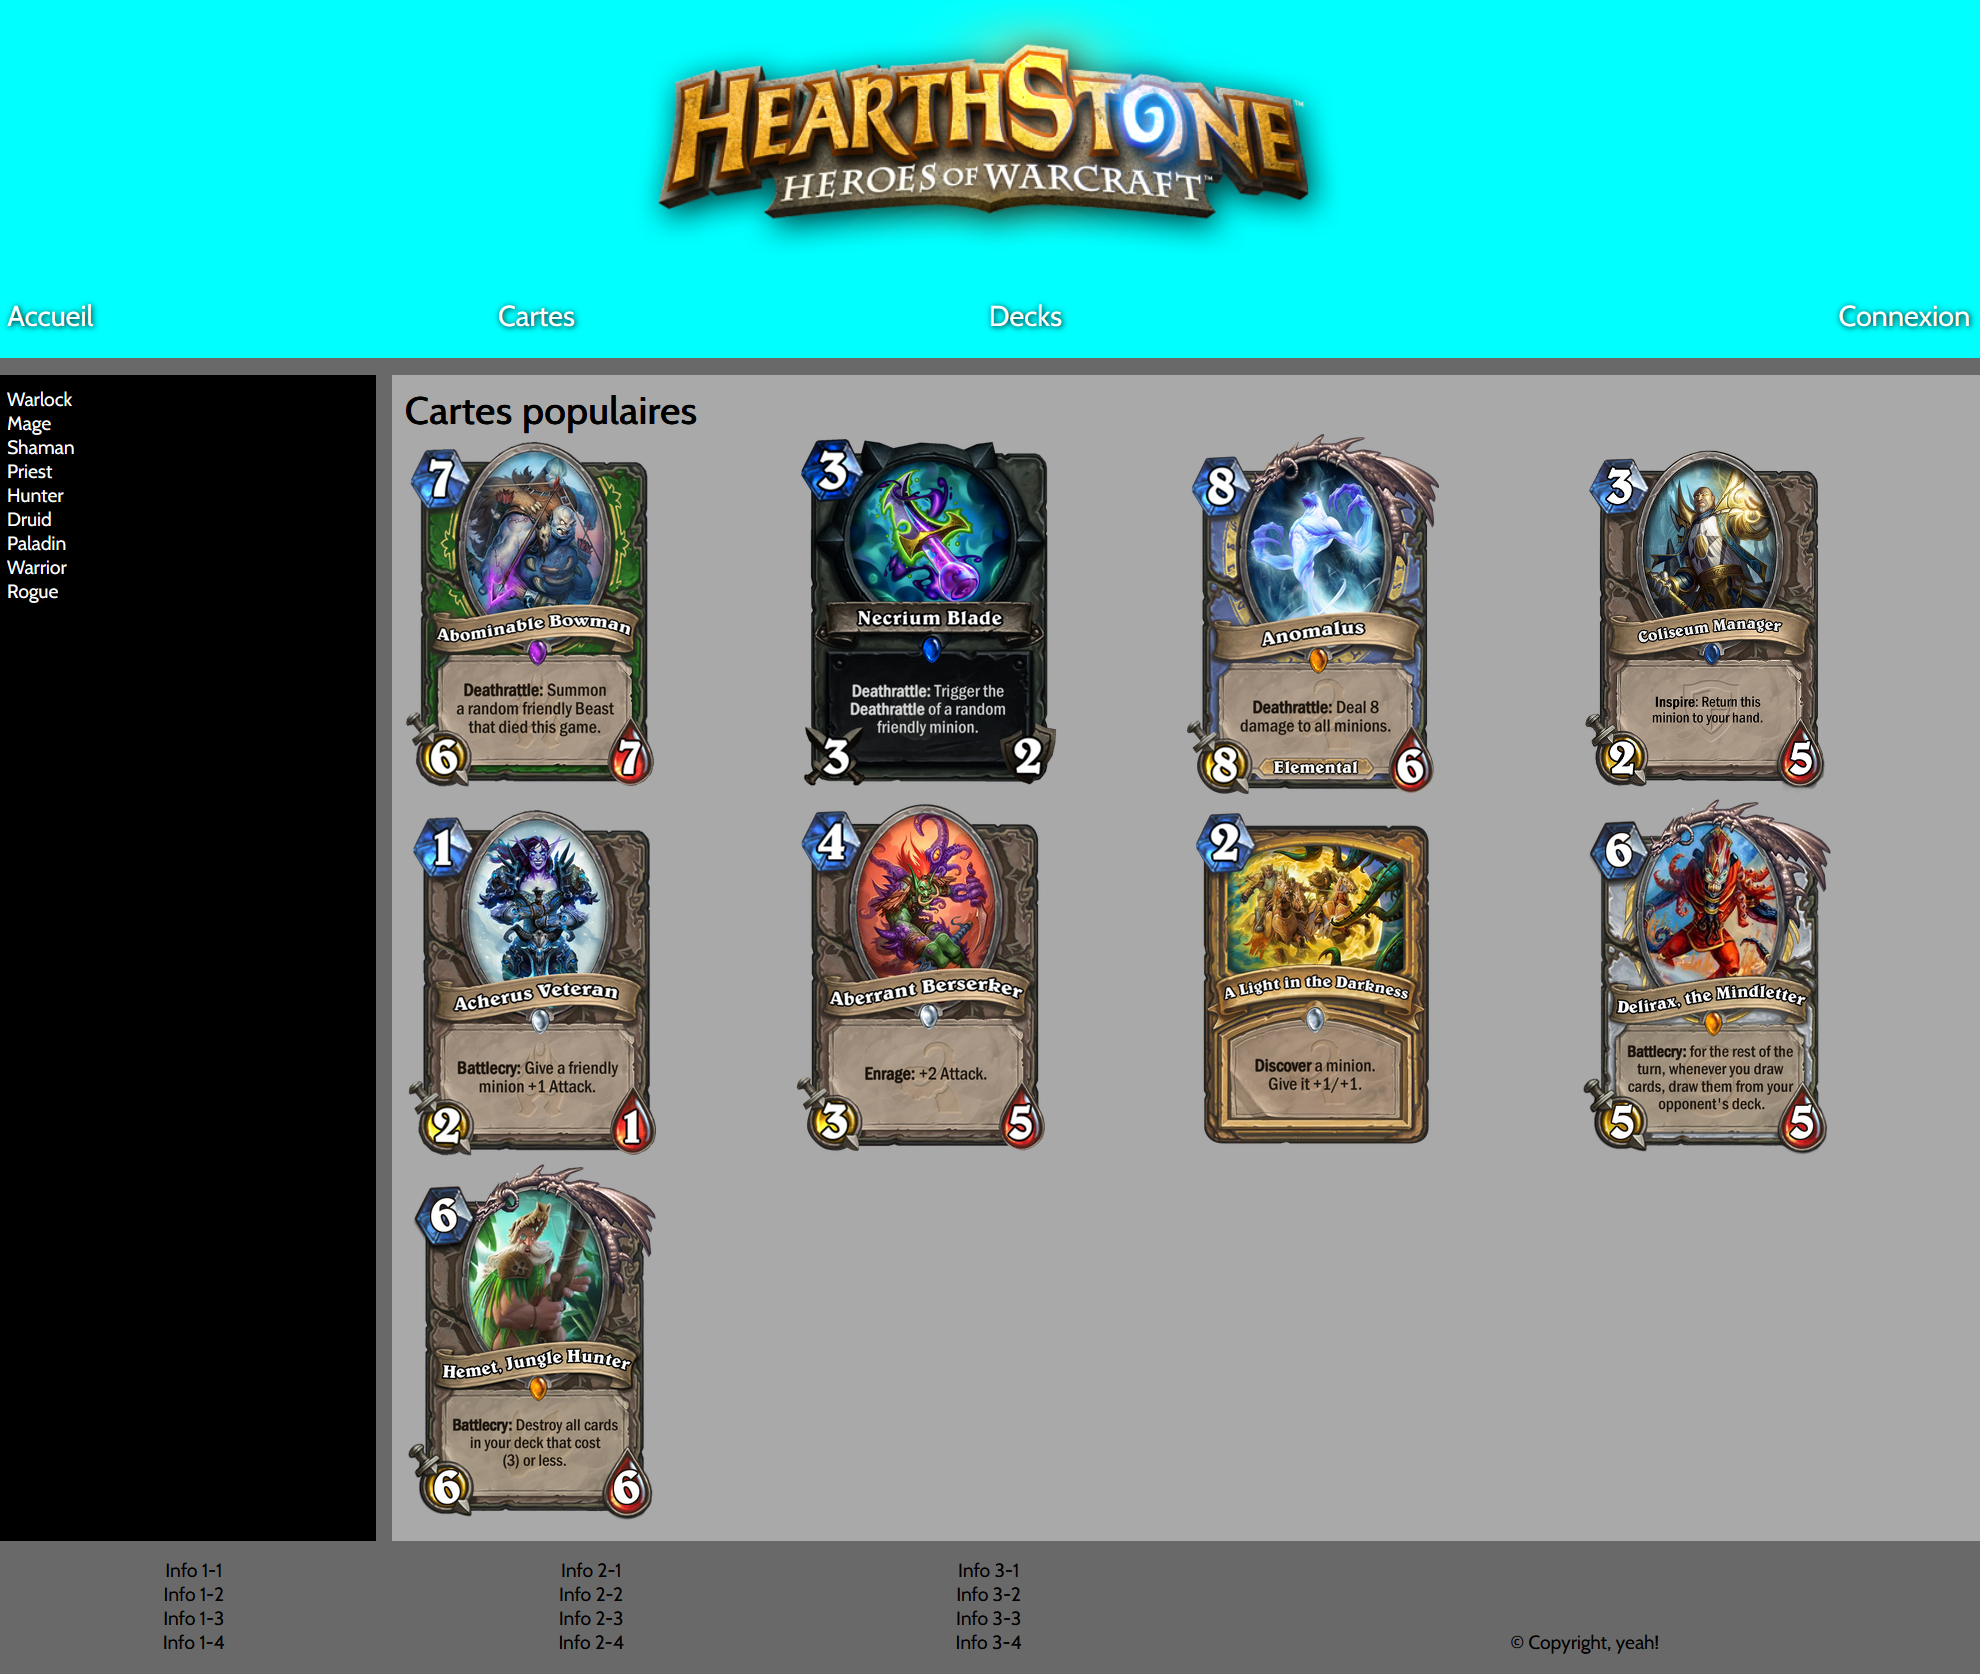 HEARTHSTONE™
HEROES OF WARCRAFT™
Accueil
Cartes
Decks
Connexion
Warlock
Mage
Shaman
Priest
Hunter
Druid
Paladin
Warrior
Rogue
Cartes populaires
7
Abominable Bowman
Deathrattle: Summon
a random friendly Beast
that died this game.
6
7
3
Necrium Blade
Deathrattle: Trigger the
Deathrattle of a random
friendly minion.
3
2
8
Anomalus
Deathrattle: Deal 8
damage to all minions.
8
Elemental
6
3
Coliseum Manager
Inspire: Return this
minion to your hand.
2
5
1
Acherus Veteran
Battlecry: Give a friendly
minion +1 Attack.
2
1
4
Aberrant Berserker
Enrage: +2 Attack.
3
5
2
A Light in the Darkness
Discover a minion.
Give it +1/+1.
6
Delirax, the Mindletter
Battlecry: for the rest of the
turn, whenever you draw
cards, draw them from your
opponent's deck.
5
5
6
Hemet, Jungle Hunter
Battlecry: Destroy all cards
in your deck that cost
(3) or less.
6
6
Info 1-1
Info 1-2
Info 1-3
Info 1-4
Info 2-1
Info 2-2
Info 2-3
Info 2-4
Info 3-1
Info 3-2
Info 3-3
Info 3-4
© Copyright, yeah!